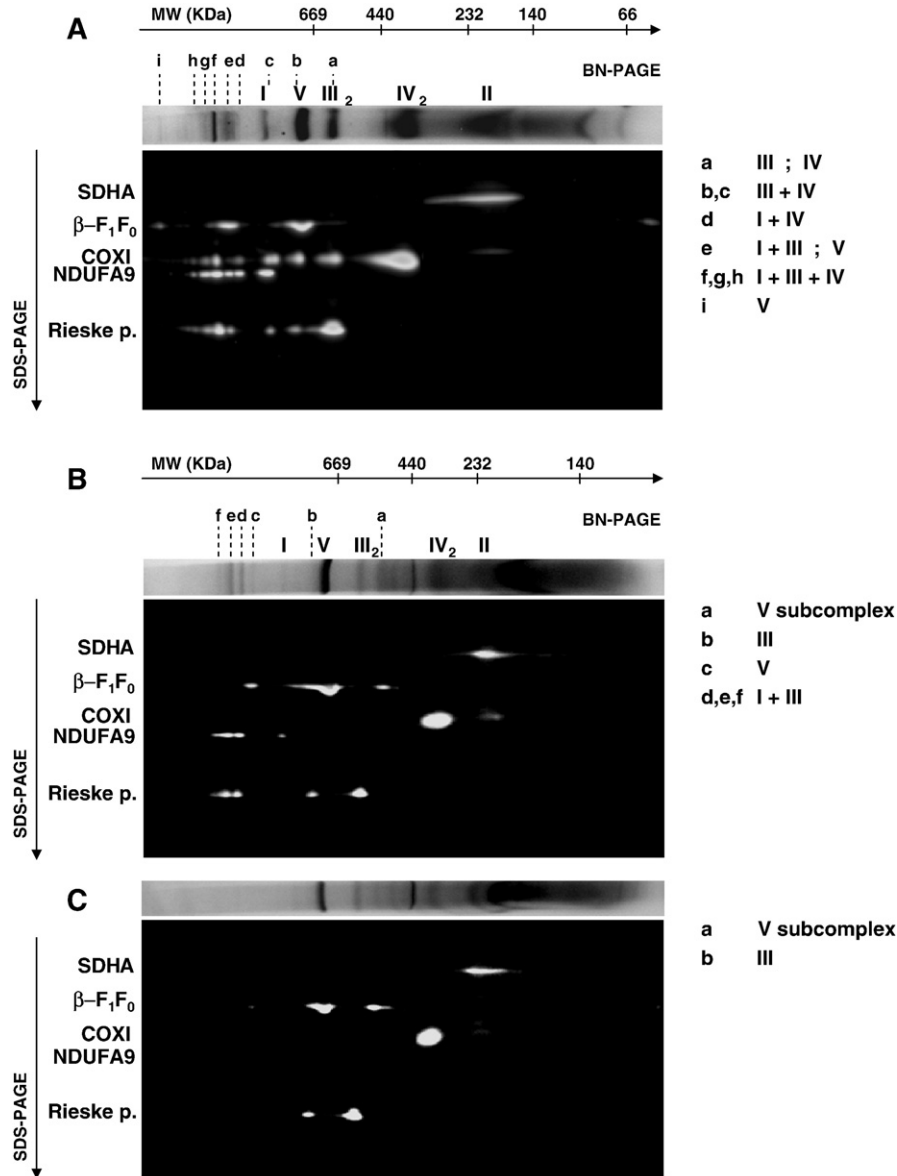 A
MW (KDa) 669 440 232 140 66
i h g f e d c b a BN-PAGE
I V III 2 IV 2 II
SDS-PAGE
SDHA
β–F1F0
COXI
NDUFA9
Rieske p.
a III ; IV
b,c III + IV
d I + IV
e I + III ; V
f,g,h I + III + IV
i V
B
MW (KDa) 669 440 232 140
f e d c b a BN-PAGE
I V III2 IV2 II
SDS-PAGE
SDHA
β–F1F0
COXI
NDUFA9
Rieske p.
a V subcomplex
b III
c V
d,e,f I + III
C
SDS-PAGE
SDHA
β–F1F0
COXI
NDUFA9
Rieske p.
a V subcomplex
b III